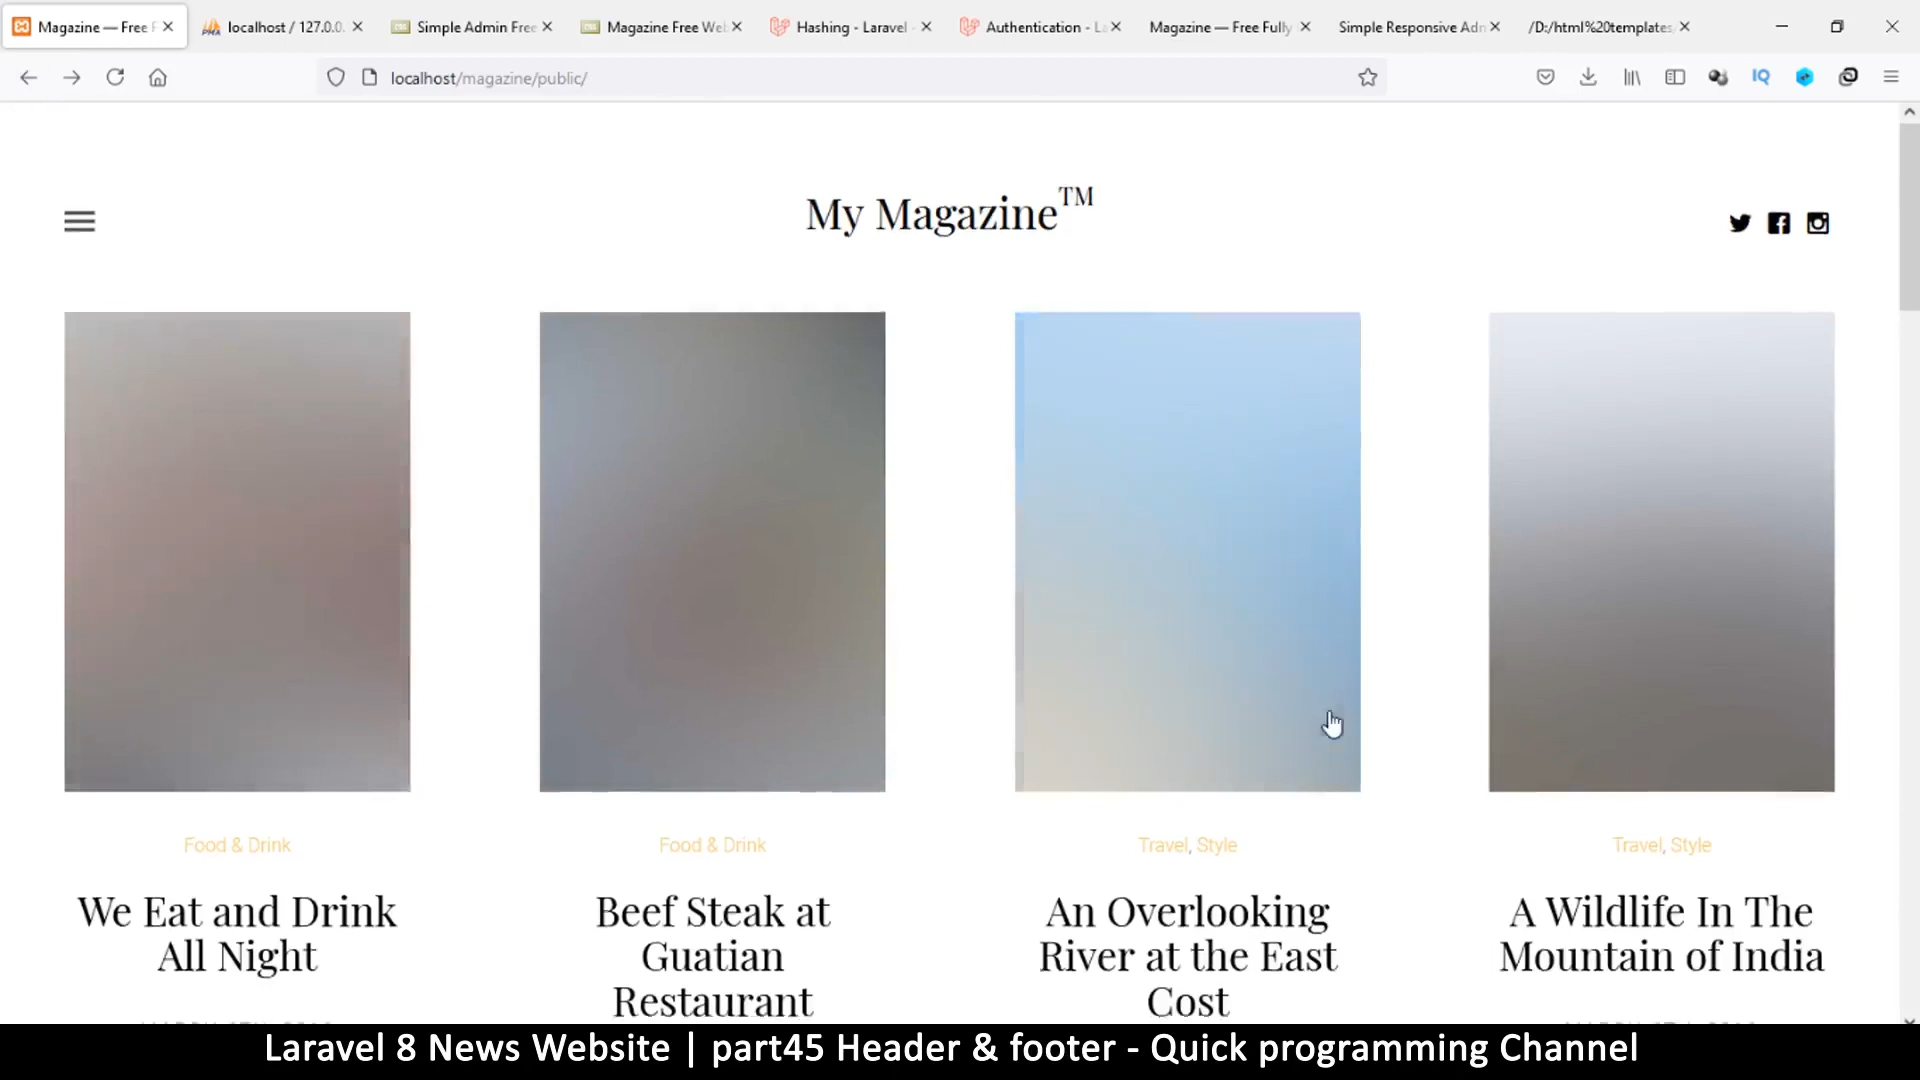 Magazine — Free F
localhost / 127.0.0.
Simple Admin Free
Magazine Free Web
Hashing - Laravel -
Authentication - La
Magazine — Free Fully
Simple Responsive Adm
/D:/html%20templates
localhost/magazine/public/
IQ
My Magazine™
Food & Drink
Food & Drink
Travel, Style
Travel, Style
We Eat and Drink
All Night
Beef Steak at
Guatian
Restaurant
An Overlooking
River at the East
Cost
A Wildlife In The
Mountain of India
Laravel 8 News Website | part45 Header & footer - Quick programming Channel